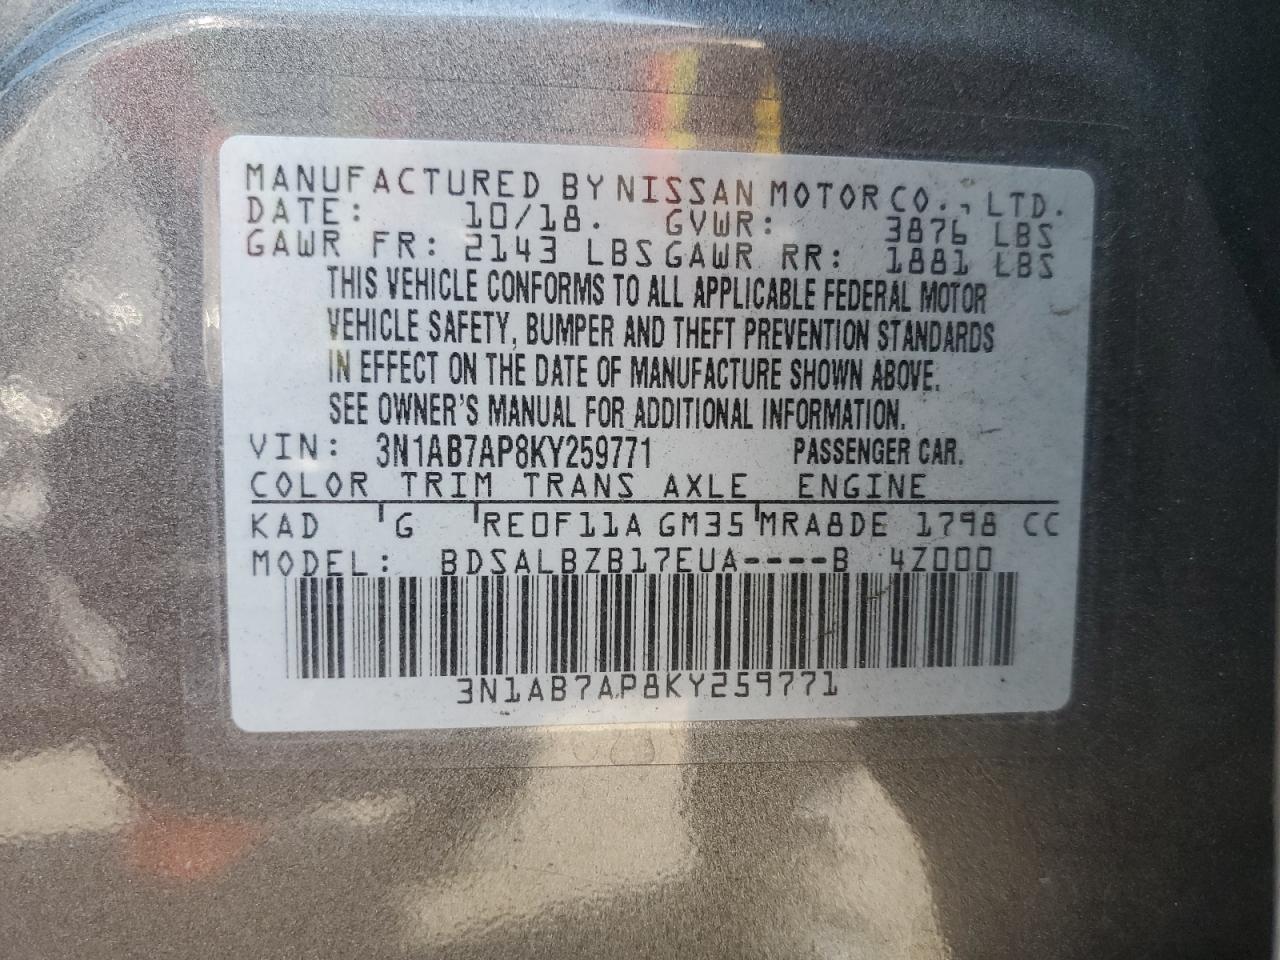 MANUFACTURED BY NISSAN MOTOR CO., LTD.
DATE: 10/18. GVWR: 3876 LBS
GAWR FR: 2143 LBS GAWR RR: 1881 LBS
THIS VEHICLE CONFORMS TO ALL APPLICABLE FEDERAL MOTOR
VEHICLE SAFETY, BUMPER AND THEFT PREVENTION STANDARDS
IN EFFECT ON THE DATE OF MANUFACTURE SHOWN ABOVE.
SEE OWNER'S MANUAL FOR ADDITIONAL INFORMATION.
VIN: 3N1AB7AP8KY259771 PASSENGER CAR.
COLOR TRIM TRANS AXLE ENGINE
KAD G RE0F11A GM35 MRA8DE 1798 CC
MODEL: BDSALBZB17EUA----B 4Z000
3N1AB7AP8KY259771